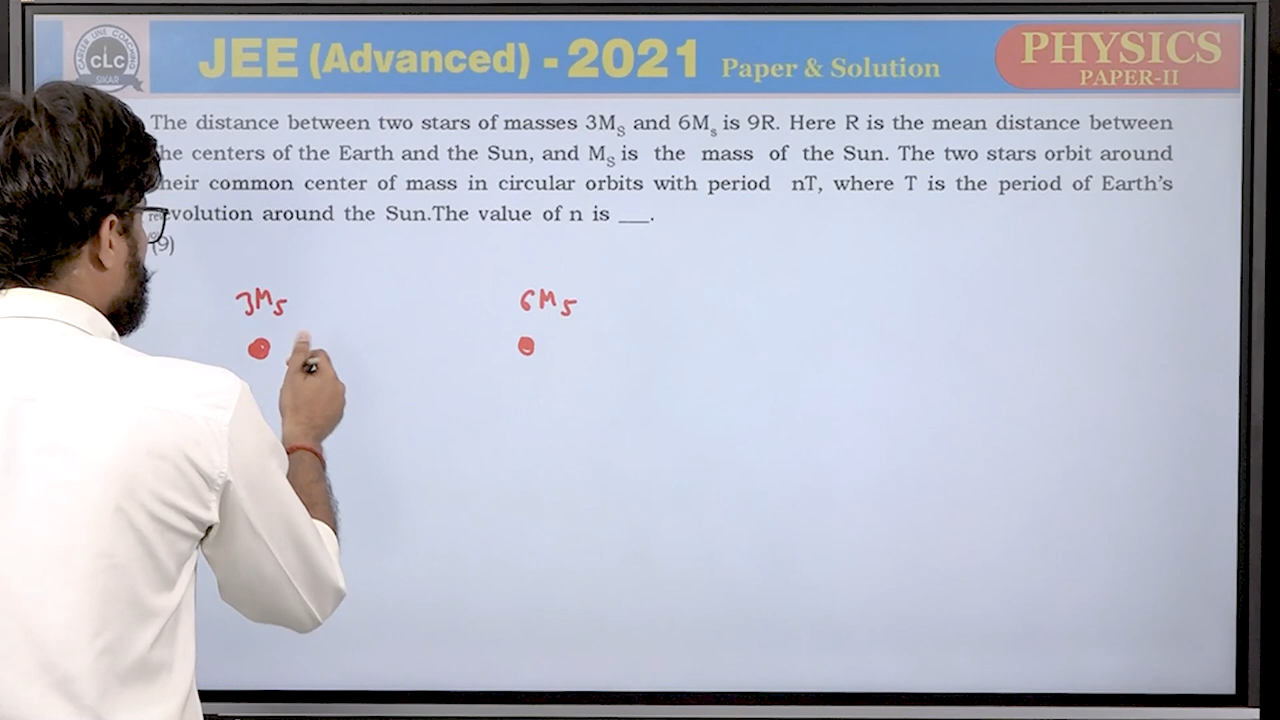 CAREER LINE COACHING
CLC
SIKAR
JEE (Advanced) - 2021 Paper & Solution
PHYSICS
PAPER-II
The distance between two stars of masses 3Mₛ and 6Mₛ is 9R. Here R is the mean distance between
he centers of the Earth and the Sun, and Mₛ is the mass of the Sun. The two stars orbit around
heir common center of mass in circular orbits with period nT, where T is the period of Earth's
revolution around the Sun.The value of n is ___.
(9)
3Mₛ 6Mₛ